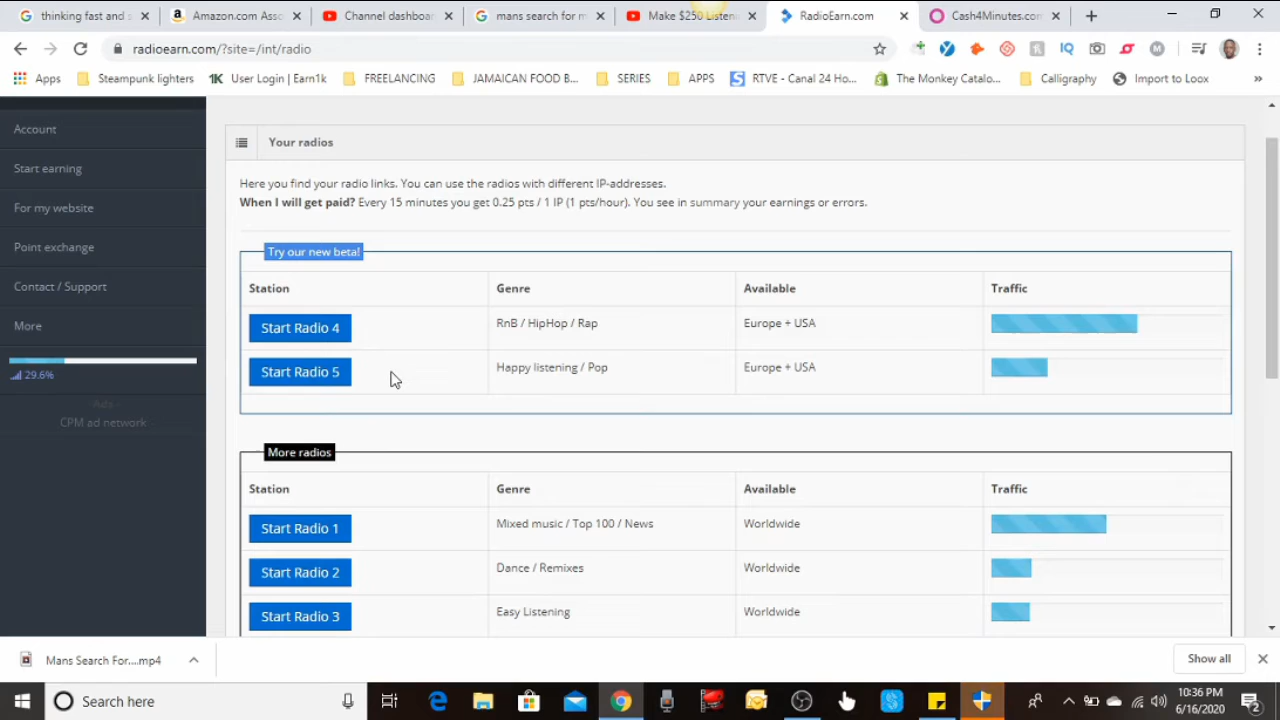 thinking fast and s
Amazon.com Asso
Channel dashboar
mans search for m
Make $250 Listeni
RadioEarn.com
Cash4Minutes.com
radioearn.com/?site=/int/radio
Apps
Steampunk lighters
1K User Login | Earn1k
FREELANCING
JAMAICAN FOOD B...
SERIES
APPS
RTVE - Canal 24 Ho...
The Monkey Catalo...
Calligraphy
Import to Loox
»
Account
Start earning
For my website
Point exchange
Contact / Support
More
29.6%
- Ads -
CPM ad network
Your radios
Here you find your radio links. You can use the radios with different IP-addresses.
When I will get paid? Every 15 minutes you get 0.25 pts / 1 IP (1 pts/hour). You see in summary your earnings or errors.
Try our new beta!
Station Genre Available Traffic
Start Radio 4 RnB / HipHop / Rap Europe + USA
Start Radio 5 Happy listening / Pop Europe + USA
More radios
Station Genre Available Traffic
Start Radio 1 Mixed music / Top 100 / News Worldwide
Start Radio 2 Dance / Remixes Worldwide
Start Radio 3 Easy Listening Worldwide
Mans Search For....mp4
Show all
Search here
10:36 PM
6/16/2020
2